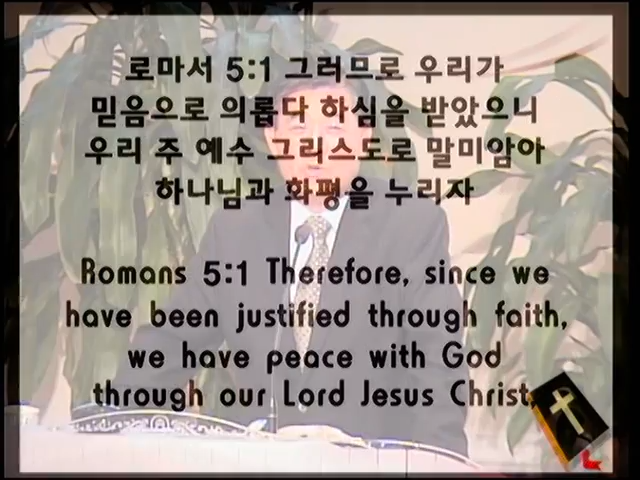 로마서 5:1 그러므로 우리가
믿음으로 의롭다 하심을 받았으니
우리 주 예수 그리스도로 말미암아
하나님과 화평을 누리자
Romans 5:1 Therefore, since we
have been justified through faith,
we have peace with God
through our Lord Jesus Christ,